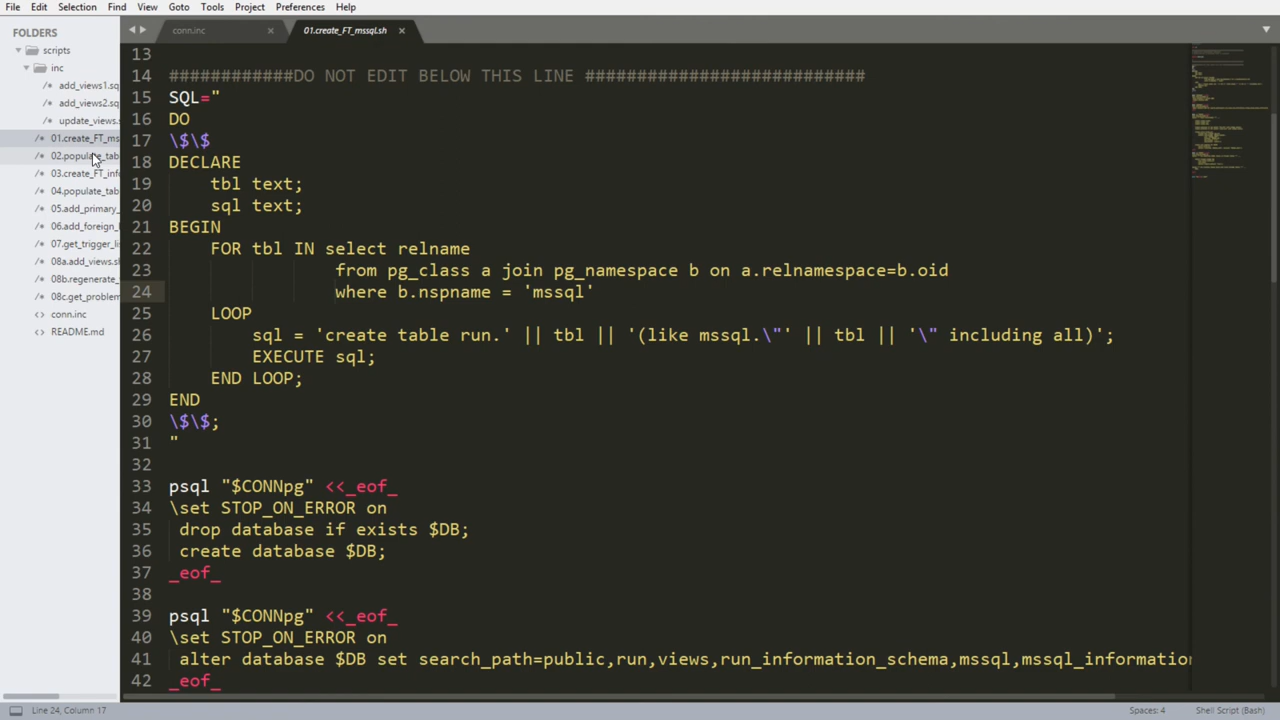 File Edit Selection View Goto Tools Project Preferences Help
FOLDERS
scripts
inc
/* add_views1.sq
/* add_views2.sq
/* update_views.s
/* 01.create_FT_ms
/* 02.populate_tab
/* 03.create_FT_info
/* 04.populate_tab
/* 05.add_primary_
/* 06.add_foreign_
/* 07.get_trigger_li
/* 08a.add_views.sh
/* 08b.regenerate_
/* 08c.get_problem
<> conn.inc
<> README.md
conn.inc ×
01.create_FT_mssql.sh ×
13
14 ############DO NOT EDIT BELOW THIS LINE ###########################
15 SQL="
16 DO
17 \$\$
18 DECLARE
19 tbl text;
20 sql text;
21 BEGIN
22 FOR tbl IN select relname
23 from pg_class a join pg_namespace b on a.relnamespace=b.oid
24 where b.nspname = 'mssql'
25 LOOP
26 sql = 'create table run.' || tbl || '(like mssql.\"' || tbl || '\" including all)';
27 EXECUTE sql;
28 END LOOP;
29 END
30 \$\$;
31 "
32
33 psql "$CONNpg" <<_eof_
34 \set STOP_ON_ERROR on
35 drop database if exists $DB;
36 create database $DB;
37 _eof_
38
39 psql "$CONNpg" <<_eof_
40 \set STOP_ON_ERROR on
41 alter database $DB set search_path=public,run,views,run_information_schema,mssql,mssql_information
42 _eof_
Line 24, Column 17
Spaces: 4
Shell Script (Bash)